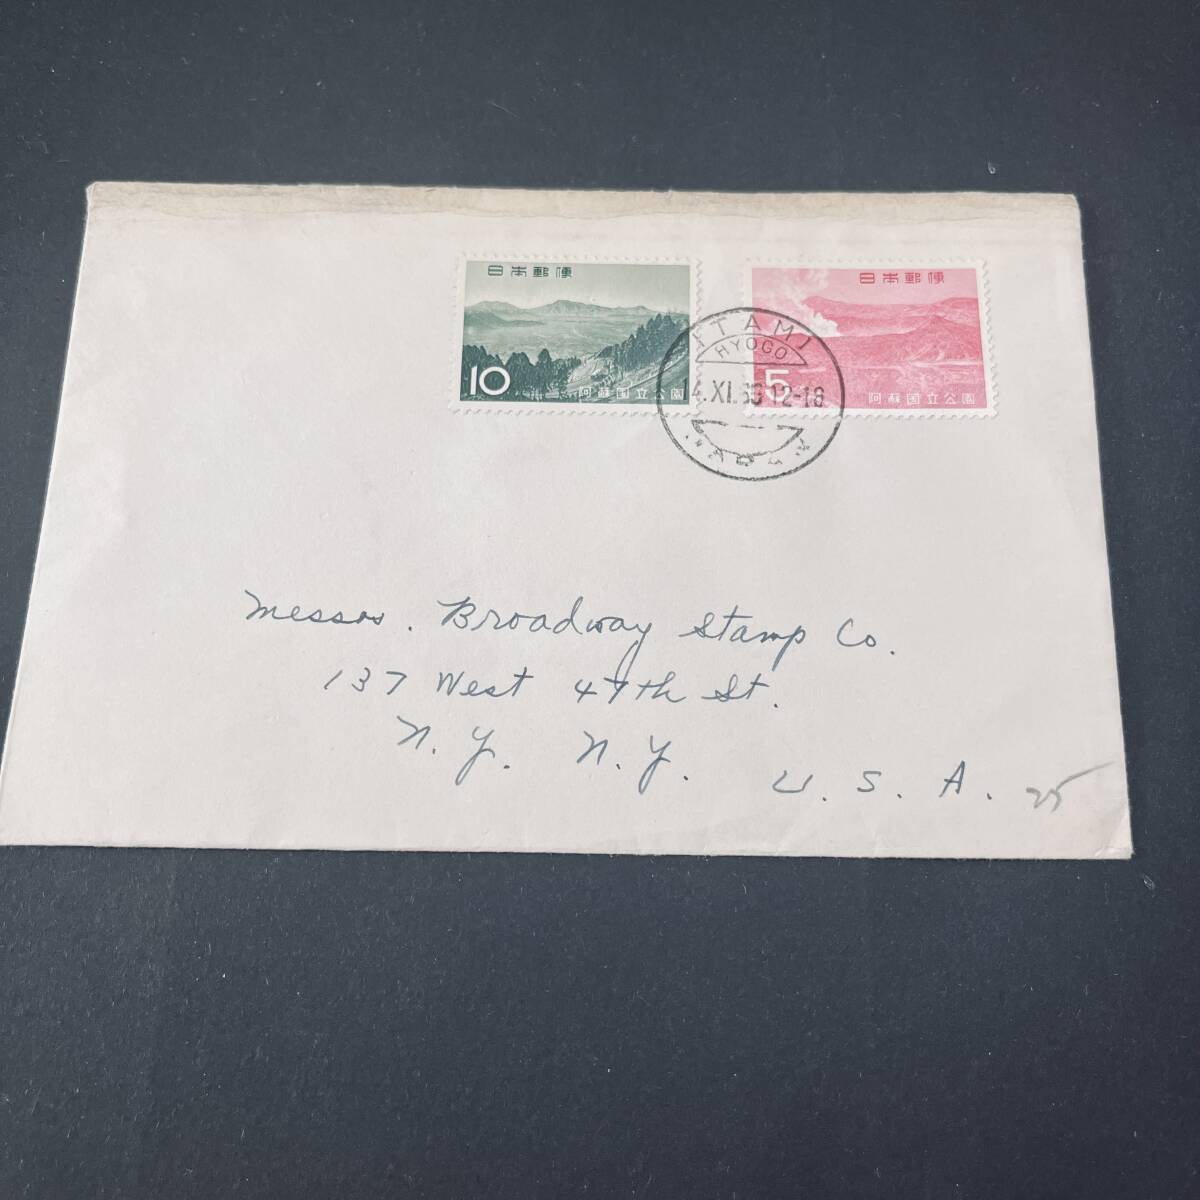 日本郵便
10
阿蘇国立公園
日本郵便
5
阿蘇国立公園
ITAMI
HYOGO
.XI. 12-18
Messrs. Broadway Stamp Co.
137 West 47th St.
N.Y. N.Y. U.S.A.
25